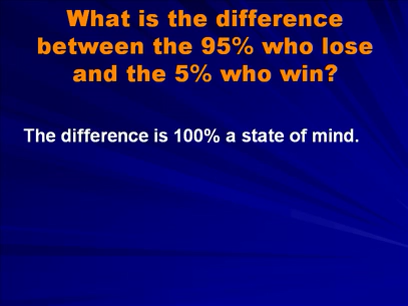 What is the difference
between the 95% who lose
and the 5% who win?
The difference is 100% a state of mind.